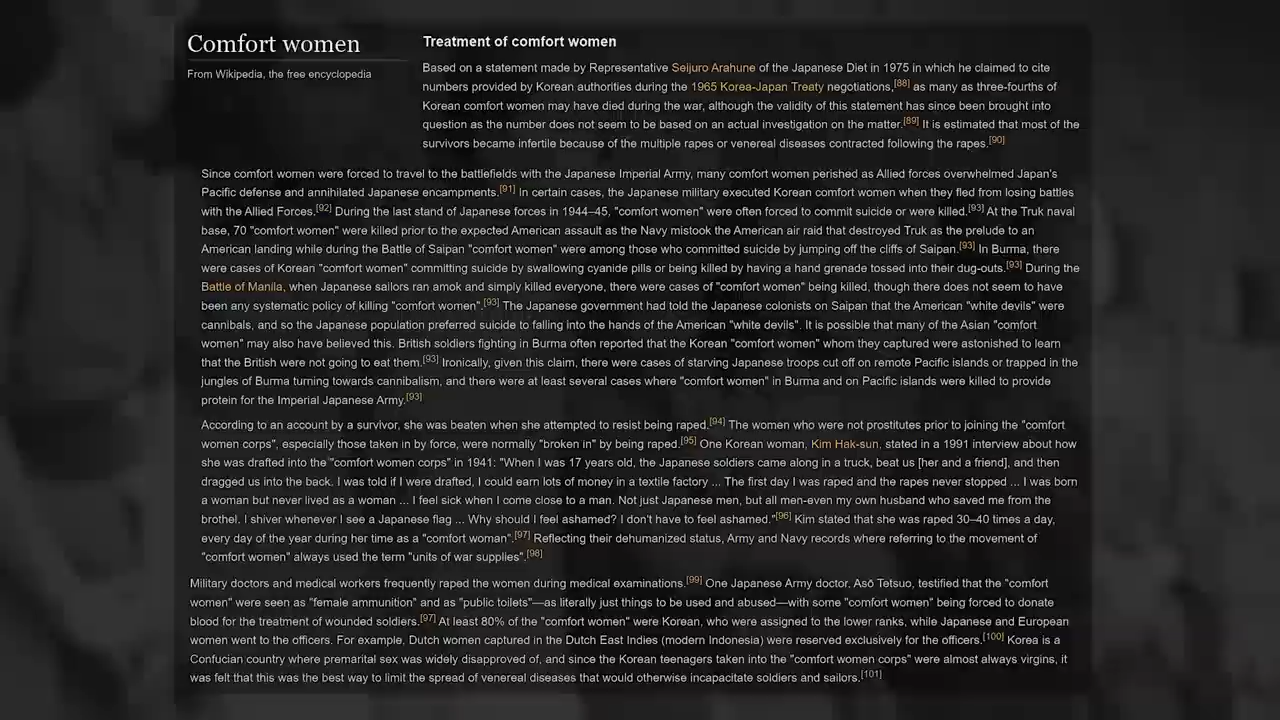 Comfort women
From Wikipedia, the free encyclopedia
Treatment of comfort women
Based on a statement made by Representative Seijuro Arahune of the Japanese Diet in 1975 in which he claimed to cite
numbers provided by Korean authorities during the 1965 Korea-Japan Treaty negotiations,[88] as many as three-fourths of
Korean comfort women may have died during the war, although the validity of this statement has since been brought into
question as the number does not seem to be based on an actual investigation on the matter.[89] It is estimated that most of the
survivors became infertile because of the multiple rapes or venereal diseases contracted following the rapes.[90]
Since comfort women were forced to travel to the battlefields with the Japanese Imperial Army, many comfort women perished as Allied forces overwhelmed Japan's
Pacific defense and annihilated Japanese encampments.[91] In certain cases, the Japanese military executed Korean comfort women when they fled from losing battles
with the Allied Forces.[92] During the last stand of Japanese forces in 1944–45, "comfort women" were often forced to commit suicide or were killed.[93] At the Truk naval
base, 70 "comfort women" were killed prior to the expected American assault as the Navy mistook the American air raid that destroyed Truk as the prelude to an
American landing while during the Battle of Saipan "comfort women" were among those who committed suicide by jumping off the cliffs of Saipan.[93] In Burma, there
were cases of Korean "comfort women" committing suicide by swallowing cyanide pills or being killed by having a hand grenade tossed into their dug-outs.[93] During the
Battle of Manila, when Japanese sailors ran amok and simply killed everyone, there were cases of "comfort women" being killed, though there does not seem to have
been any systematic policy of killing "comfort women".[93] The Japanese government had told the Japanese colonists on Saipan that the American "white devils" were
cannibals, and so the Japanese population preferred suicide to falling into the hands of the American "white devils". It is possible that many of the Asian "comfort
women" may also have believed this. British soldiers fighting in Burma often reported that the Korean "comfort women" whom they captured were astonished to learn
that the British were not going to eat them.[93] Ironically, given this claim, there were cases of starving Japanese troops cut off on remote Pacific islands or trapped in the
jungles of Burma turning towards cannibalism, and there were at least several cases where "comfort women" in Burma and on Pacific islands were killed to provide
protein for the Imperial Japanese Army.[93]
According to an account by a survivor, she was beaten when she attempted to resist being raped.[94] The women who were not prostitutes prior to joining the "comfort
women corps", especially those taken in by force, were normally "broken in" by being raped.[95] One Korean woman, Kim Hak-sun, stated in a 1991 interview about how
she was drafted into the "comfort women corps" in 1941: "When I was 17 years old, the Japanese soldiers came along in a truck, beat us [her and a friend], and then
dragged us into the back. I was told if I were drafted, I could earn lots of money in a textile factory ... The first day I was raped and the rapes never stopped ... I was born
a woman but never lived as a woman ... I feel sick when I come close to a man. Not just Japanese men, but all men-even my own husband who saved me from the
brothel. I shiver whenever I see a Japanese flag ... Why should I feel ashamed? I don't have to feel ashamed."[96] Kim stated that she was raped 30–40 times a day,
every day of the year during her time as a "comfort woman".[97] Reflecting their dehumanized status, Army and Navy records where referring to the movement of
"comfort women" always used the term "units of war supplies".[98]
Military doctors and medical workers frequently raped the women during medical examinations.[99] One Japanese Army doctor, Asō Tetsuo, testified that the "comfort
women" were seen as "female ammunition" and as "public toilets"—as literally just things to be used and abused—with some "comfort women" being forced to donate
blood for the treatment of wounded soldiers.[97] At least 80% of the "comfort women" were Korean, who were assigned to the lower ranks, while Japanese and European
women went to the officers. For example, Dutch women captured in the Dutch East Indies (modern Indonesia) were reserved exclusively for the officers.[100] Korea is a
Confucian country where premarital sex was widely disapproved of, and since the Korean teenagers taken into the "comfort women corps" were almost always virgins, it
was felt that this was the best way to limit the spread of venereal diseases that would otherwise incapacitate soldiers and sailors.[101]